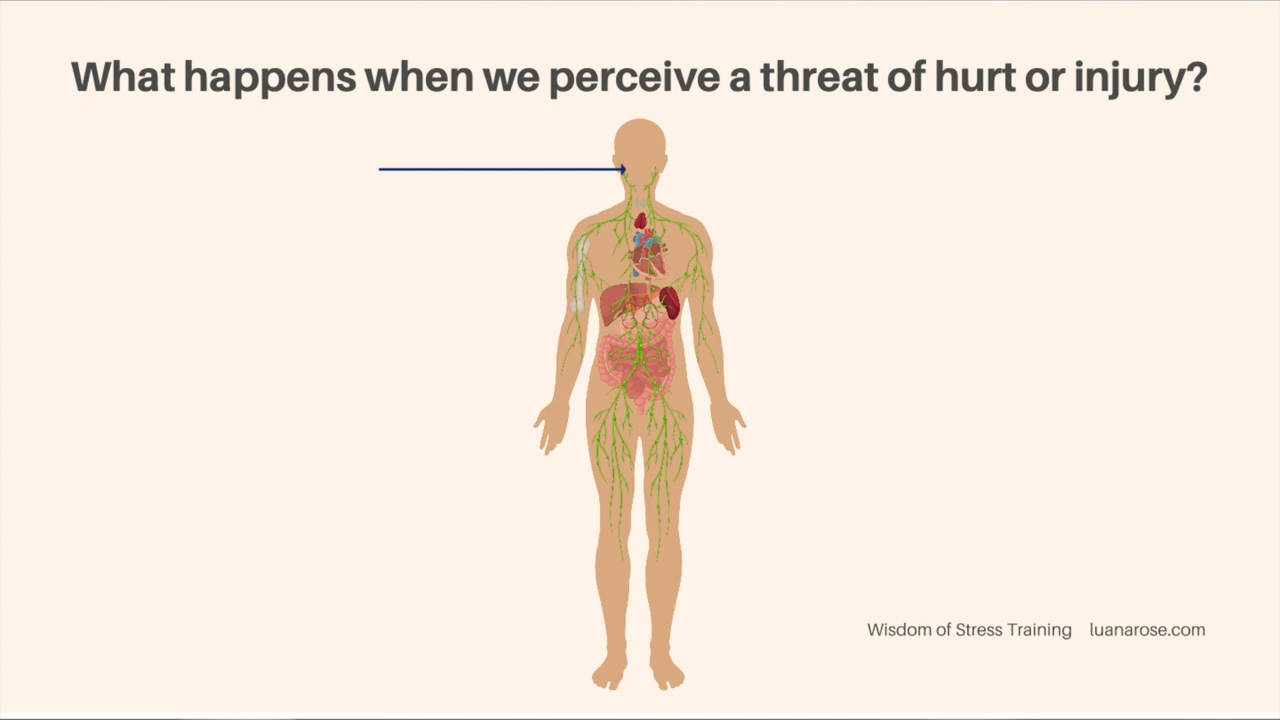 What happens when we perceive a threat of hurt or injury?
Wisdom of Stress Training luanarose.com